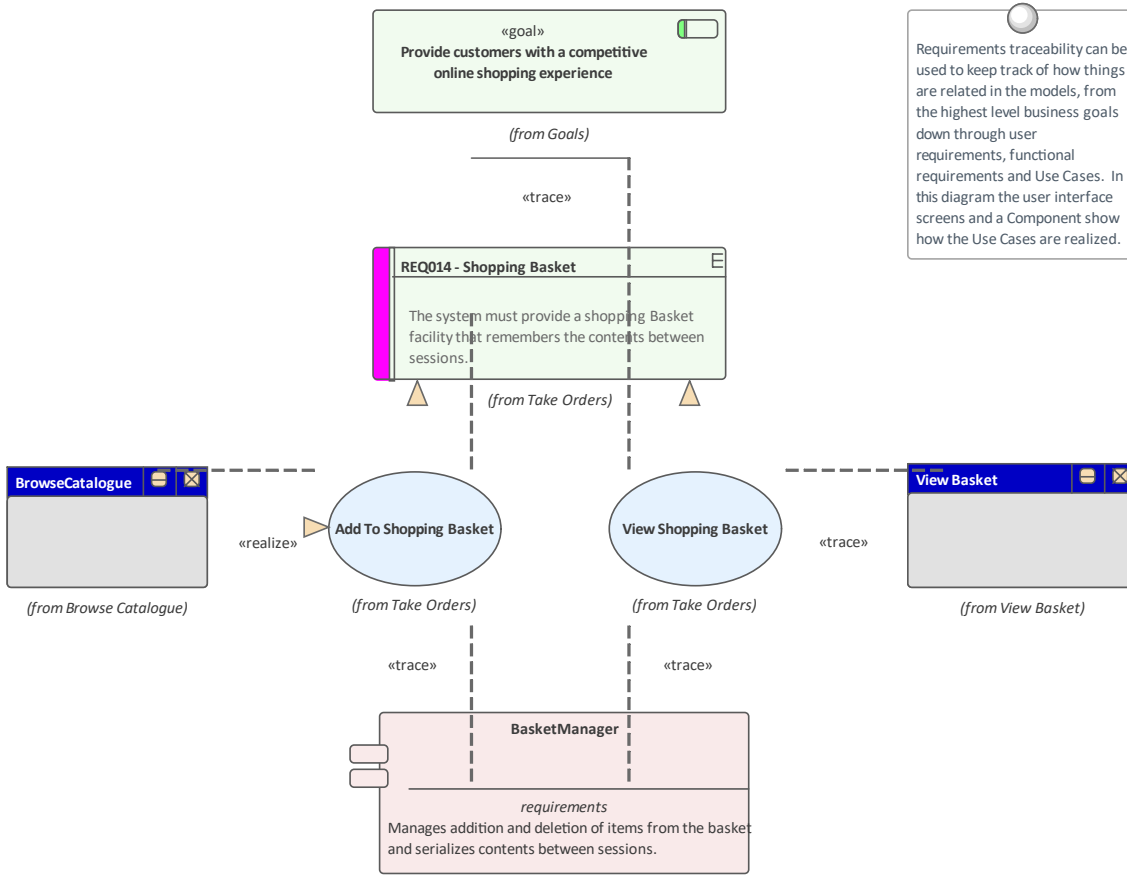 «goal»
Provide customers with a competitive
online shopping experience
(from Goals)
Requirements traceability can be
used to keep track of how things
are related in the models, from
the highest level business goals
down through user
requirements, functional
requirements and Use Cases.  In
this diagram the user interface
screens and a Component show
how the Use Cases are realized.
«trace»
REQ014 - Shopping Basket
E
The system must provide a shopping Basket
facility that remembers the contents between
sessions.
(from Take Orders)
BrowseCatalogue
(from Browse Catalogue)
«realize»
Add To Shopping Basket
(from Take Orders)
View Shopping Basket
(from Take Orders)
«trace»
View Basket
(from View Basket)
«trace»
«trace»
BasketManager
requirements
Manages addition and deletion of items from the basket
and serializes contents between sessions.